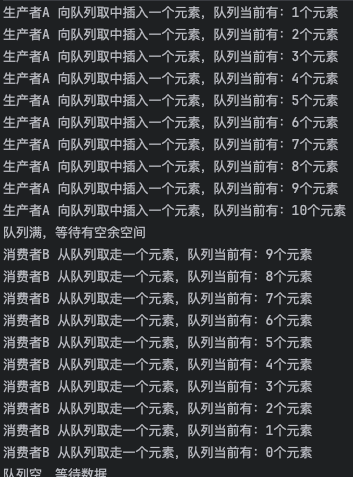 生产者A 向队列取中插入一个元素，队列当前有：1个元素
生产者A 向队列取中插入一个元素，队列当前有：2个元素
生产者A 向队列取中插入一个元素，队列当前有：3个元素
生产者A 向队列取中插入一个元素，队列当前有：4个元素
生产者A 向队列取中插入一个元素，队列当前有：5个元素
生产者A 向队列取中插入一个元素，队列当前有：6个元素
生产者A 向队列取中插入一个元素，队列当前有：7个元素
生产者A 向队列取中插入一个元素，队列当前有：8个元素
生产者A 向队列取中插入一个元素，队列当前有：9个元素
生产者A 向队列取中插入一个元素，队列当前有：10个元素
队列满，等待有空余空间
消费者B 从队列取走一个元素，队列当前有：9个元素
消费者B 从队列取走一个元素，队列当前有：8个元素
消费者B 从队列取走一个元素，队列当前有：7个元素
消费者B 从队列取走一个元素，队列当前有：6个元素
消费者B 从队列取走一个元素，队列当前有：5个元素
消费者B 从队列取走一个元素，队列当前有：4个元素
消费者B 从队列取走一个元素，队列当前有：3个元素
消费者B 从队列取走一个元素，队列当前有：2个元素
消费者B 从队列取走一个元素，队列当前有：1个元素
消费者B 从队列取走一个元素，队列当前有：0个元素
队列空，等待数据